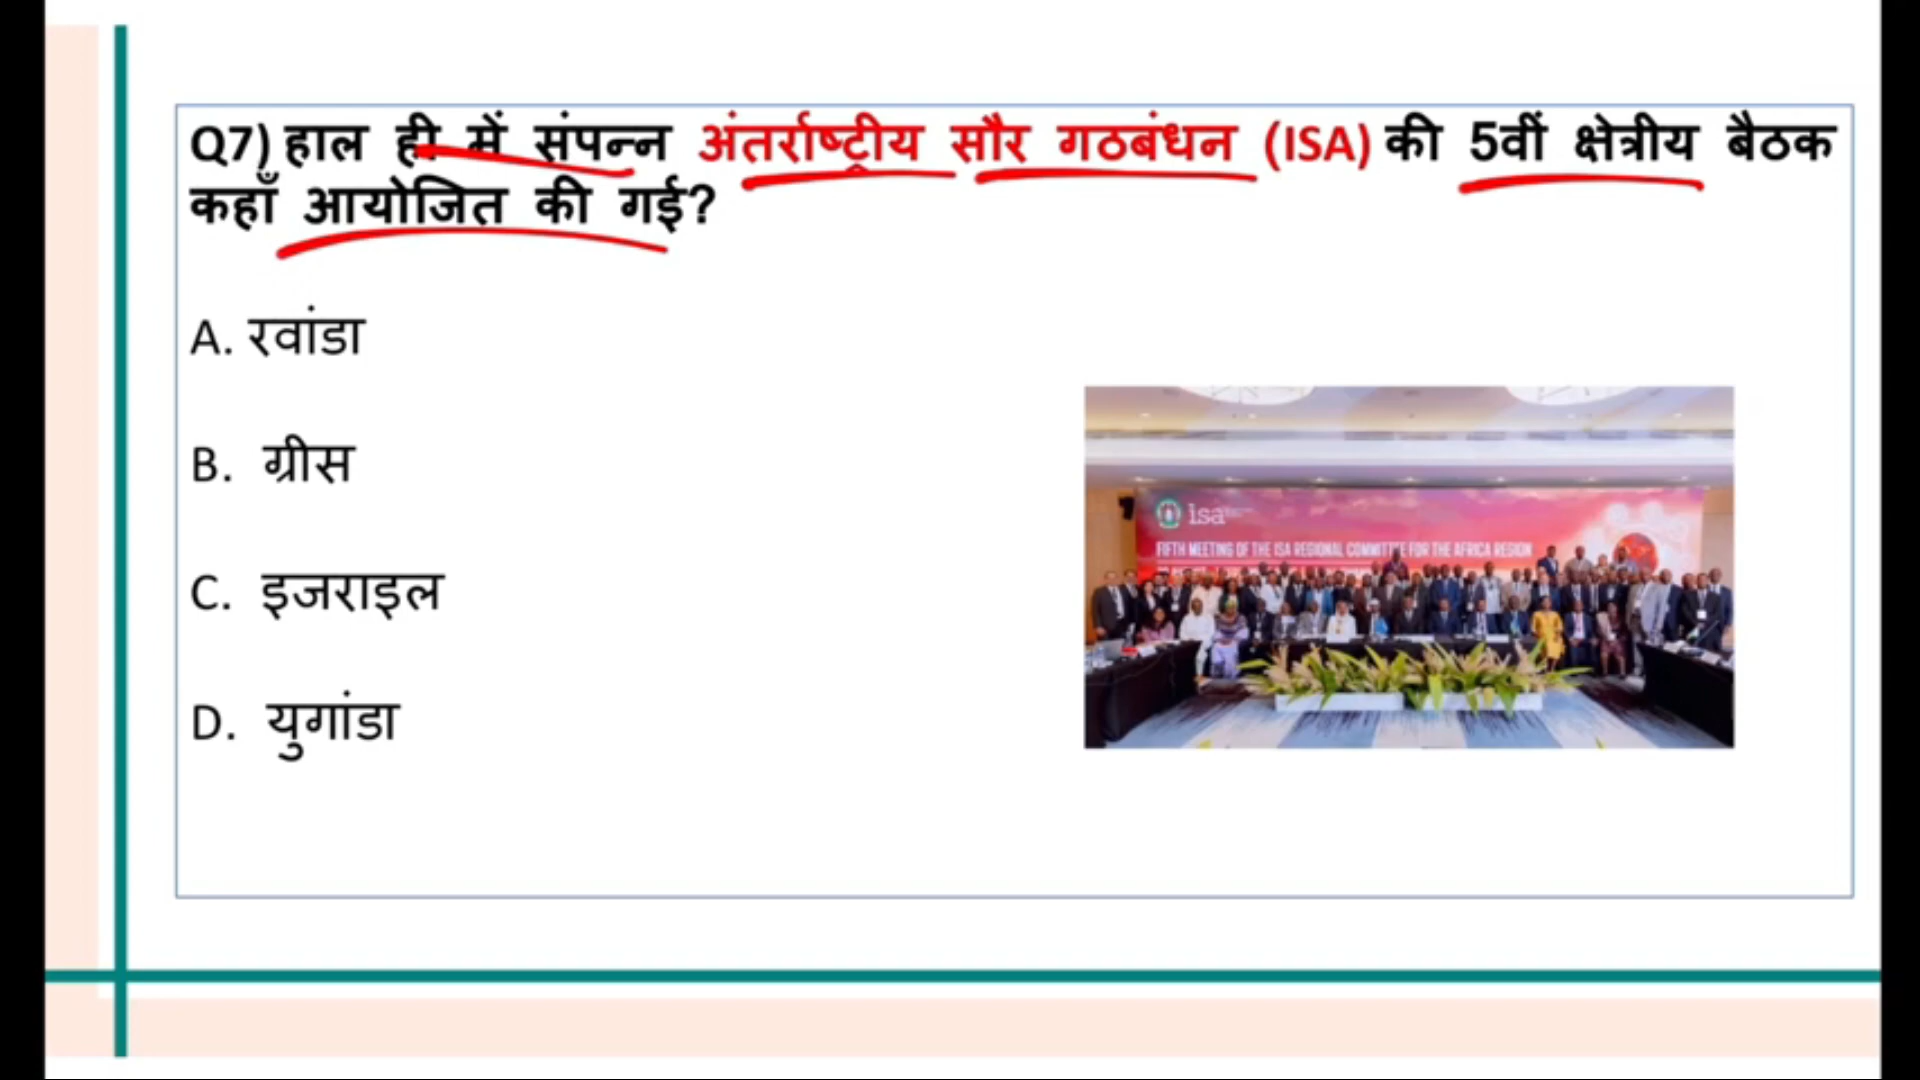 Q7) हाल ही में संपन्न अंतर्राष्ट्रीय सौर गठबंधन (ISA) की 5वीं क्षेत्रीय बैठक
कहाँ आयोजित की गई?
A. रवांडा
B. ग्रीस
C. इजराइल
D. युगांडा
isa
FIFTH MEETING OF THE ISA REGIONAL COMMITTEE FOR THE AFRICA REGION